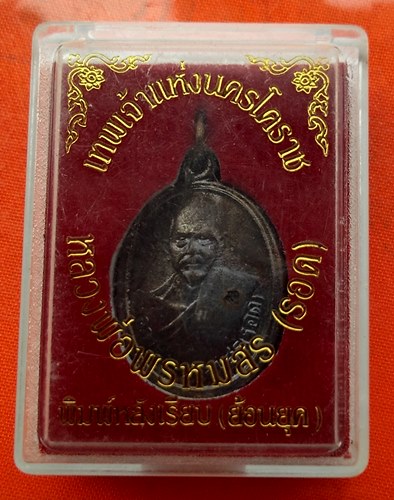 เทพเจ้าแห่งนครโคราช
หลวงพ่อพรหมสร (รอด)
พิมพ์หลังเรียบ (ย้อนยุค)